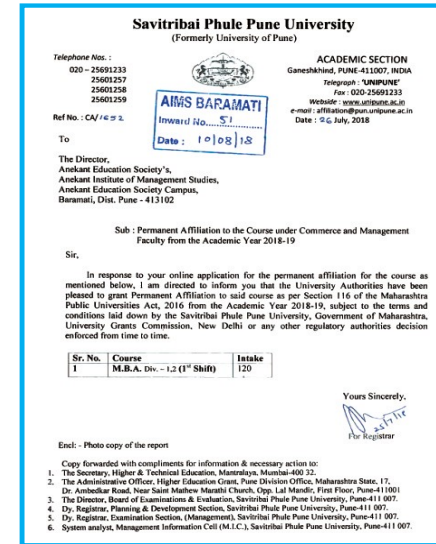 Savitribai Phule Pune University
(Formerly University of Pune)
Telephone Nos. :
020 – 25691233
25601257
25601258
25601259
Ref No. : CA/1692
ACADEMIC SECTION
Ganeshkhind, PUNE-411007, INDIA
Telegraph : 'UNIPUNE'
Fax : 020-25691233
Webside : www.unipune.ac.in
e-mail : affiliation@pun.unipune.ac.in
Date : 26 July, 2018
AIMS BARAMATI
Inward No. 51
Date : 10/08/18
To
The Director,
Anekant Education Society's,
Anekant Institute of Management Studies,
Anekant Education Society Campus,
Baramati, Dist. Pune - 413102
Sub : Permanent Affiliation to the Course under Commerce and Management
Faculty from the Academic Year 2018-19
Sir,
In response to your online application for the permanent affiliation for the course as
mentioned below, I am directed to inform you that the University Authorities have been
pleased to grant Permanent Affiliation to said course as per Section 116 of the Maharashtra
Public Universities Act, 2016 from the Academic Year 2018-19, subject to the terms and
conditions laid down by the Savitribai Phule Pune University, Government of Maharashtra,
University Grants Commission, New Delhi or any other regulatory authorities decision
enforced from time to time.
Sr. No. Course Intake
1 M.B.A. Div. – 1,2 (1st Shift) 120
Yours Sincerely,
25/7/18
For Registrar
Encl: - Photo copy of the report
Copy forwarded with compliments for information & necessary action to:
1. The Secretary, Higher & Technical Education, Mantralaya, Mumbai-400 32.
2. The Administrative Officer, Higher Education Grant, Pune Division Office, Maharashtra State, 17,
Dr. Ambedkar Road, Near Saint Mathew Marathi Church, Opp. Lal Mandir, First Floor, Pune-411001
3. The Director, Board of Examinations & Evaluation, Savitribai Phule Pune University, Pune-411 007.
4. Dy. Registrar, Planning & Development Section, Savitribai Phule Pune University, Pune-411 007.
5. Dy. Registrar, Examination Section, (Management), Savitribai Phule Pune University, Pune-411 007.
6. System analyst, Management Information Cell (M.I.C.), Savitribai Phule Pune University, Pune-411 007.